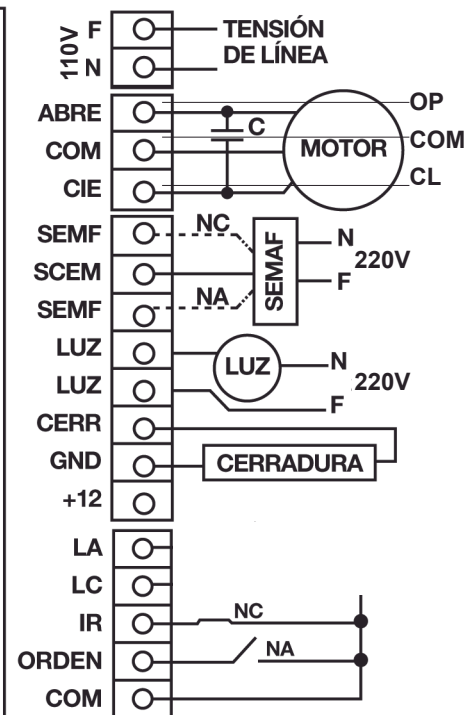 110V
F
TENSIÓN
DE LÍNEA
N
ABRE
C
OP
COM
MOTOR
COM
CIE
CL
SEMF
NC
N
SCEM
SEMAF
220V
F
SEMF
NA
LUZ
LUZ
N
220V
LUZ
F
CERR
GND
CERRADURA
+12
LA
LC
IR
NC
ORDEN
NA
COM